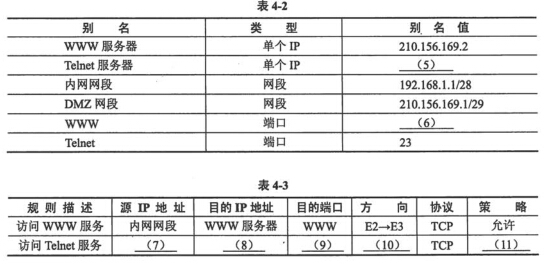 表 4-2
别 名 类 型 别 名 值
WWW 服务器 单个 IP 210.156.169.2
Telnet 服务器 单个 IP (5)
内网网段 网段 192.168.1.1/28
DMZ 网段 网段 210.156.169.1/29
WWW 端口 (6)
Telnet 端口 23
表 4-3
规 则 描 述 源 IP 地 址 目的 IP 地址 目的端口 方 向 协议 策 略
访问 WWW 服务 内网网段 WWW 服务器 WWW E2→E3 TCP 允许
访问 Telnet 服务 (7) (8) (9) (10) TCP (11)